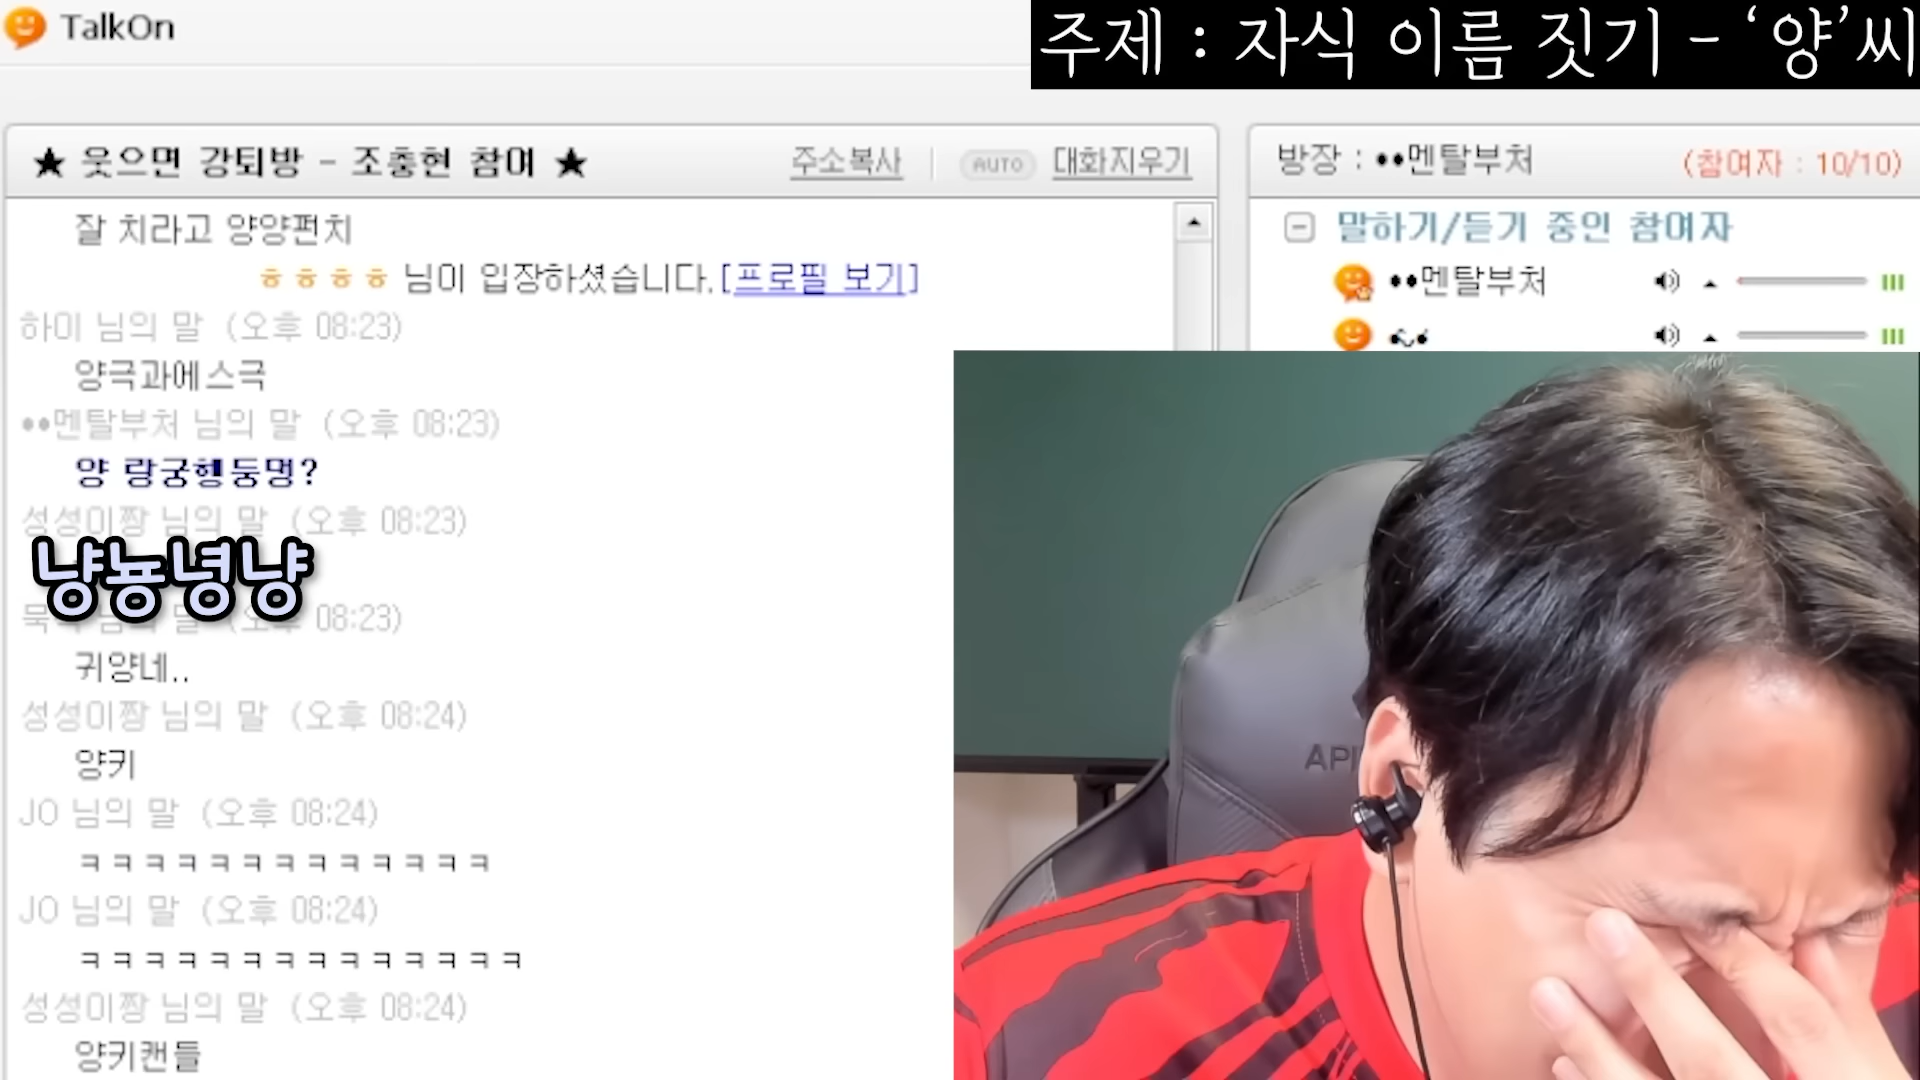 TalkOn
주제 : 자식 이름 짓기 - ‘양’씨
★ 웃으면 강퇴방 - 조충현 참여 ★
주소복사
AUTO
대화지우기
잘 치라고 양양펀치
ㅎㅎㅎㅎ 님이 입장하셨습니다.[프로필 보기]
하미 님의 말 (오후 08:23)
양극과에스극
••멘탈부처 님의 말 (오후 08:23)
양 랑궁헹둥멍?
성성이짱 님의 말 (오후 08:23)
냥뇽녕냥
님의 말 (오후 08:23)
귀양네..
성성이짱 님의 말 (오후 08:24)
양키
JO 님의 말 (오후 08:24)
ㅋㅋㅋㅋㅋㅋㅋㅋㅋㅋㅋㅋㅋ
JO 님의 말 (오후 08:24)
ㅋㅋㅋㅋㅋㅋㅋㅋㅋㅋㅋㅋㅋㅋ
성성이짱 님의 말 (오후 08:24)
양키캔들
방장 : ••멘탈부처
(참여자 : 10/10)
말하기/듣기 중인 참여자
••멘탈부처